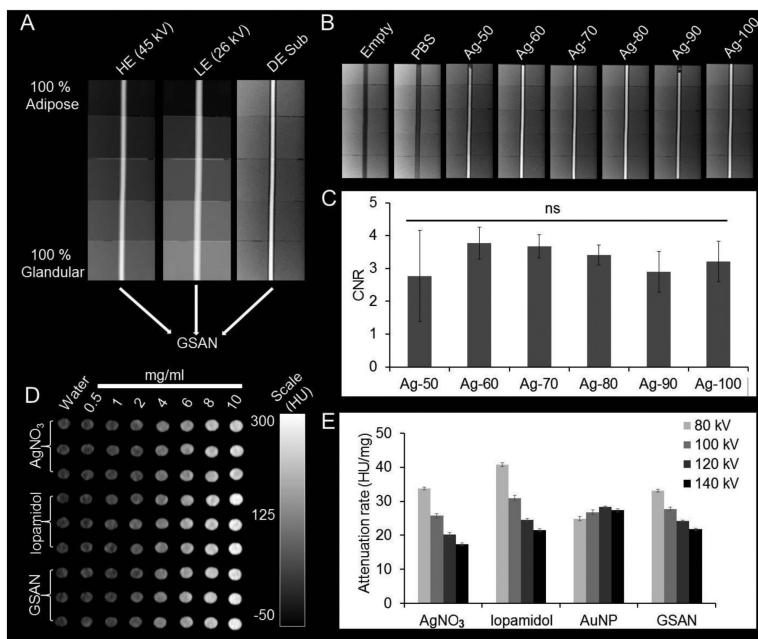 A
HE (45 kV)
LE (26 kV)
DE Sub
100 %
Adipose
100 %
Glandular
GSAN
B
Empty
PBS
Ag-50
Ag-60
Ag-70
Ag-80
Ag-90
Ag-100
C
ns
CNR
5
4
3
2
1
0
Ag-50 Ag-60 Ag-70 Ag-80 Ag-90 Ag-100
D
mg/ml
Water 0.5 1 2 4 6 8 10
AgNO₃
Iopamidol
GSAN
Scale
(HU)
300
125
-50
E
80 kV
100 kV
120 kV
140 kV
Attenuation rate (HU/mg)
50
40
30
20
10
0
AgNO₃ Iopamidol AuNP GSAN